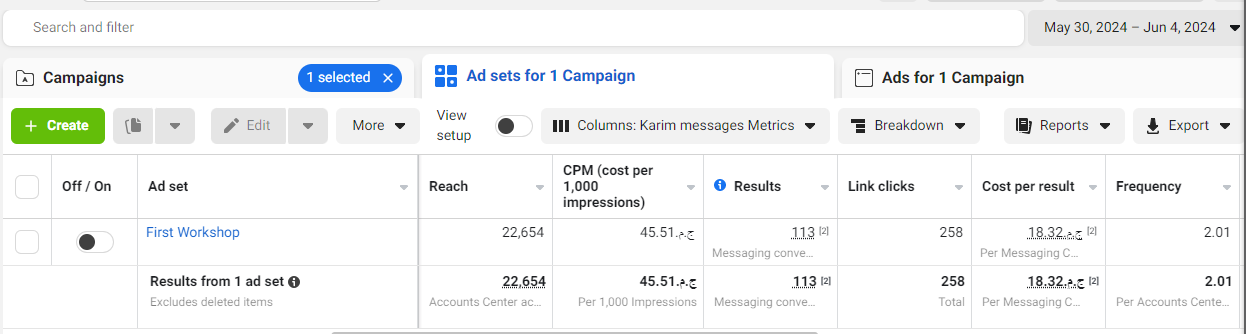 Search and filter
May 30, 2024 – Jun 4, 2024
Campaigns
1 selected
Ad sets for 1 Campaign
Ads for 1 Campaign
+ Create
Edit
More
View setup
Columns: Karim messages Metrics
Breakdown
Reports
Export
Off / On
Ad set
Reach
CPM (cost per 1,000 impressions)
Results
Link clicks
Cost per result
Frequency
First Workshop
22,654
ج.م.45.51
113 [2]
Messaging conve...
258
ج.م.18.32 [2]
Per Messaging C...
2.01
Results from 1 ad set
Excludes deleted items
22,654
Accounts Center ac...
ج.م.45.51
Per 1,000 Impressions
113 [2]
Messaging conve...
258
Total
ج.م.18.32 [2]
Per Messaging C...
2.01
Per Accounts Cente...